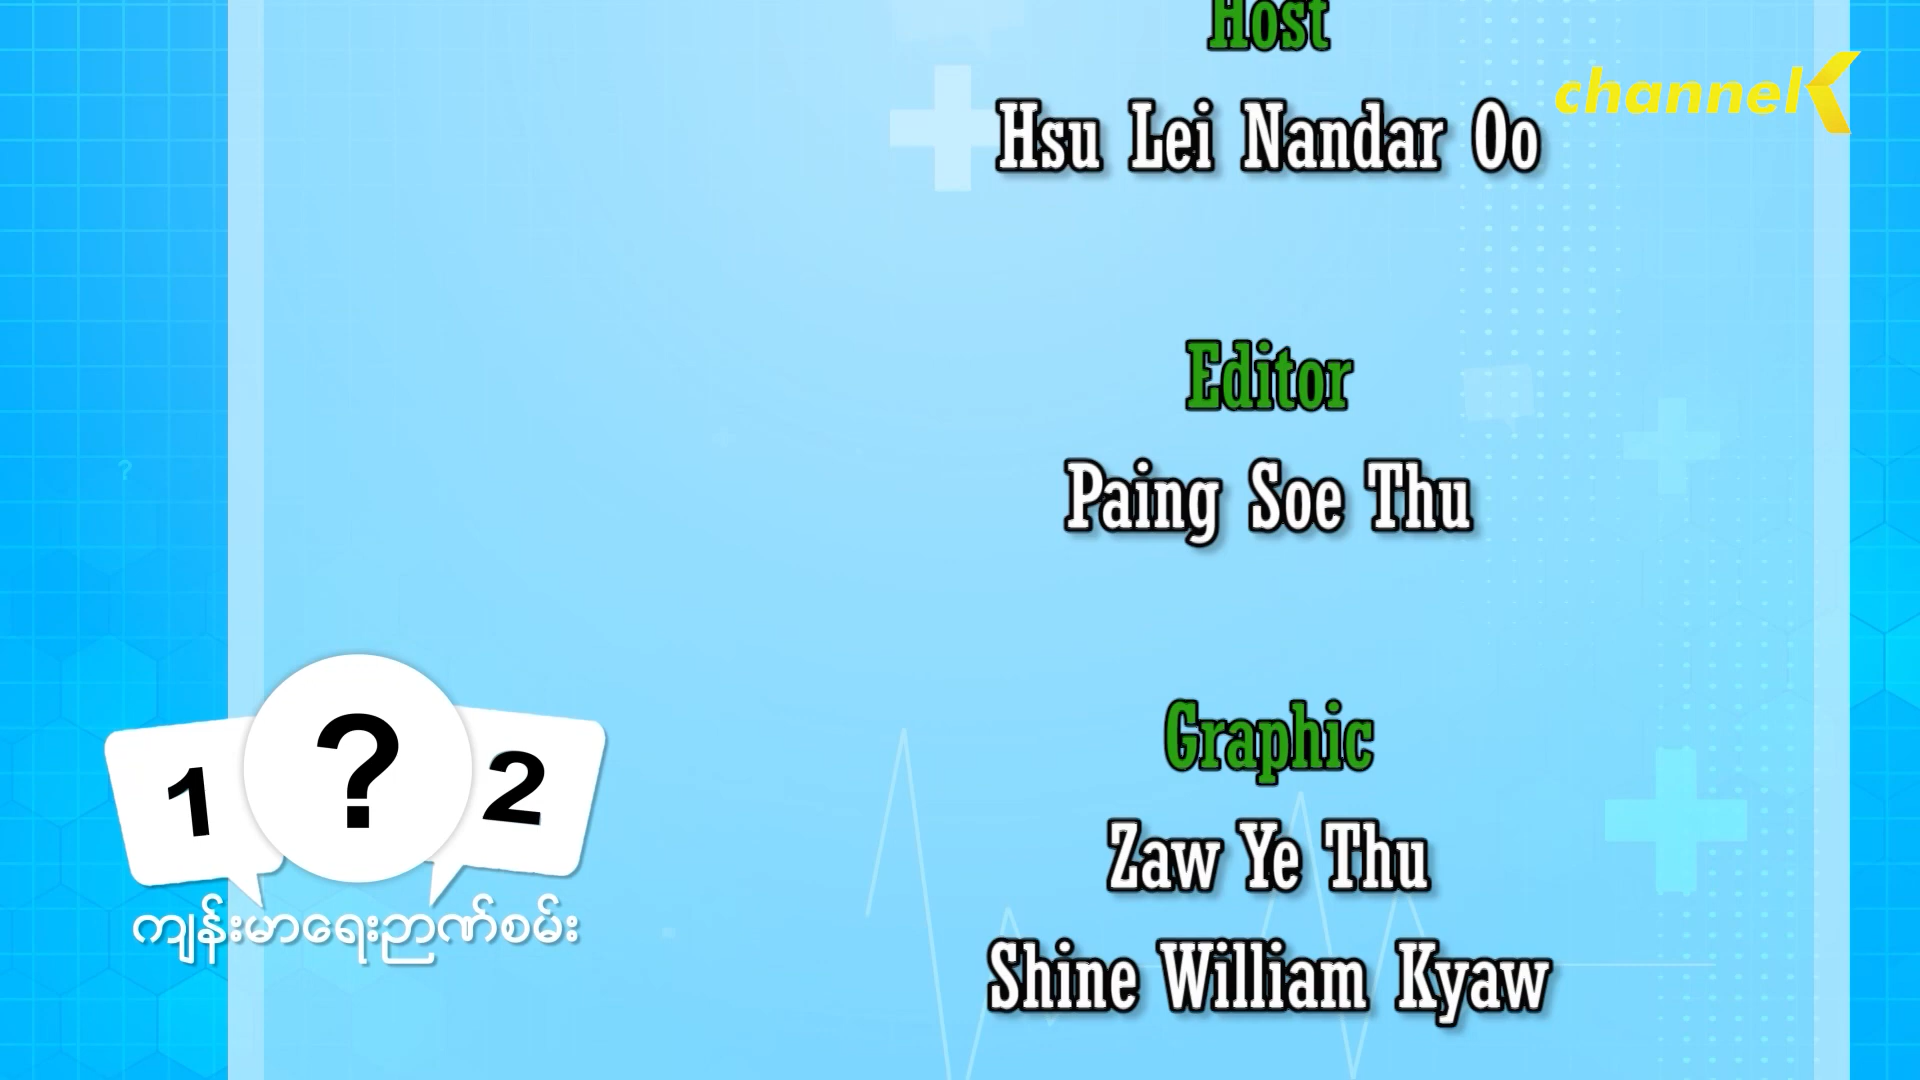 Host
channelK
Hsu Lei Nandar Oo
Editor
?
Paing Soe Thu
1 ? 2
Graphic
Zaw Ye Thu
ကျန်းမာရေးဉာဏ်စမ်း
Shine William Kyaw